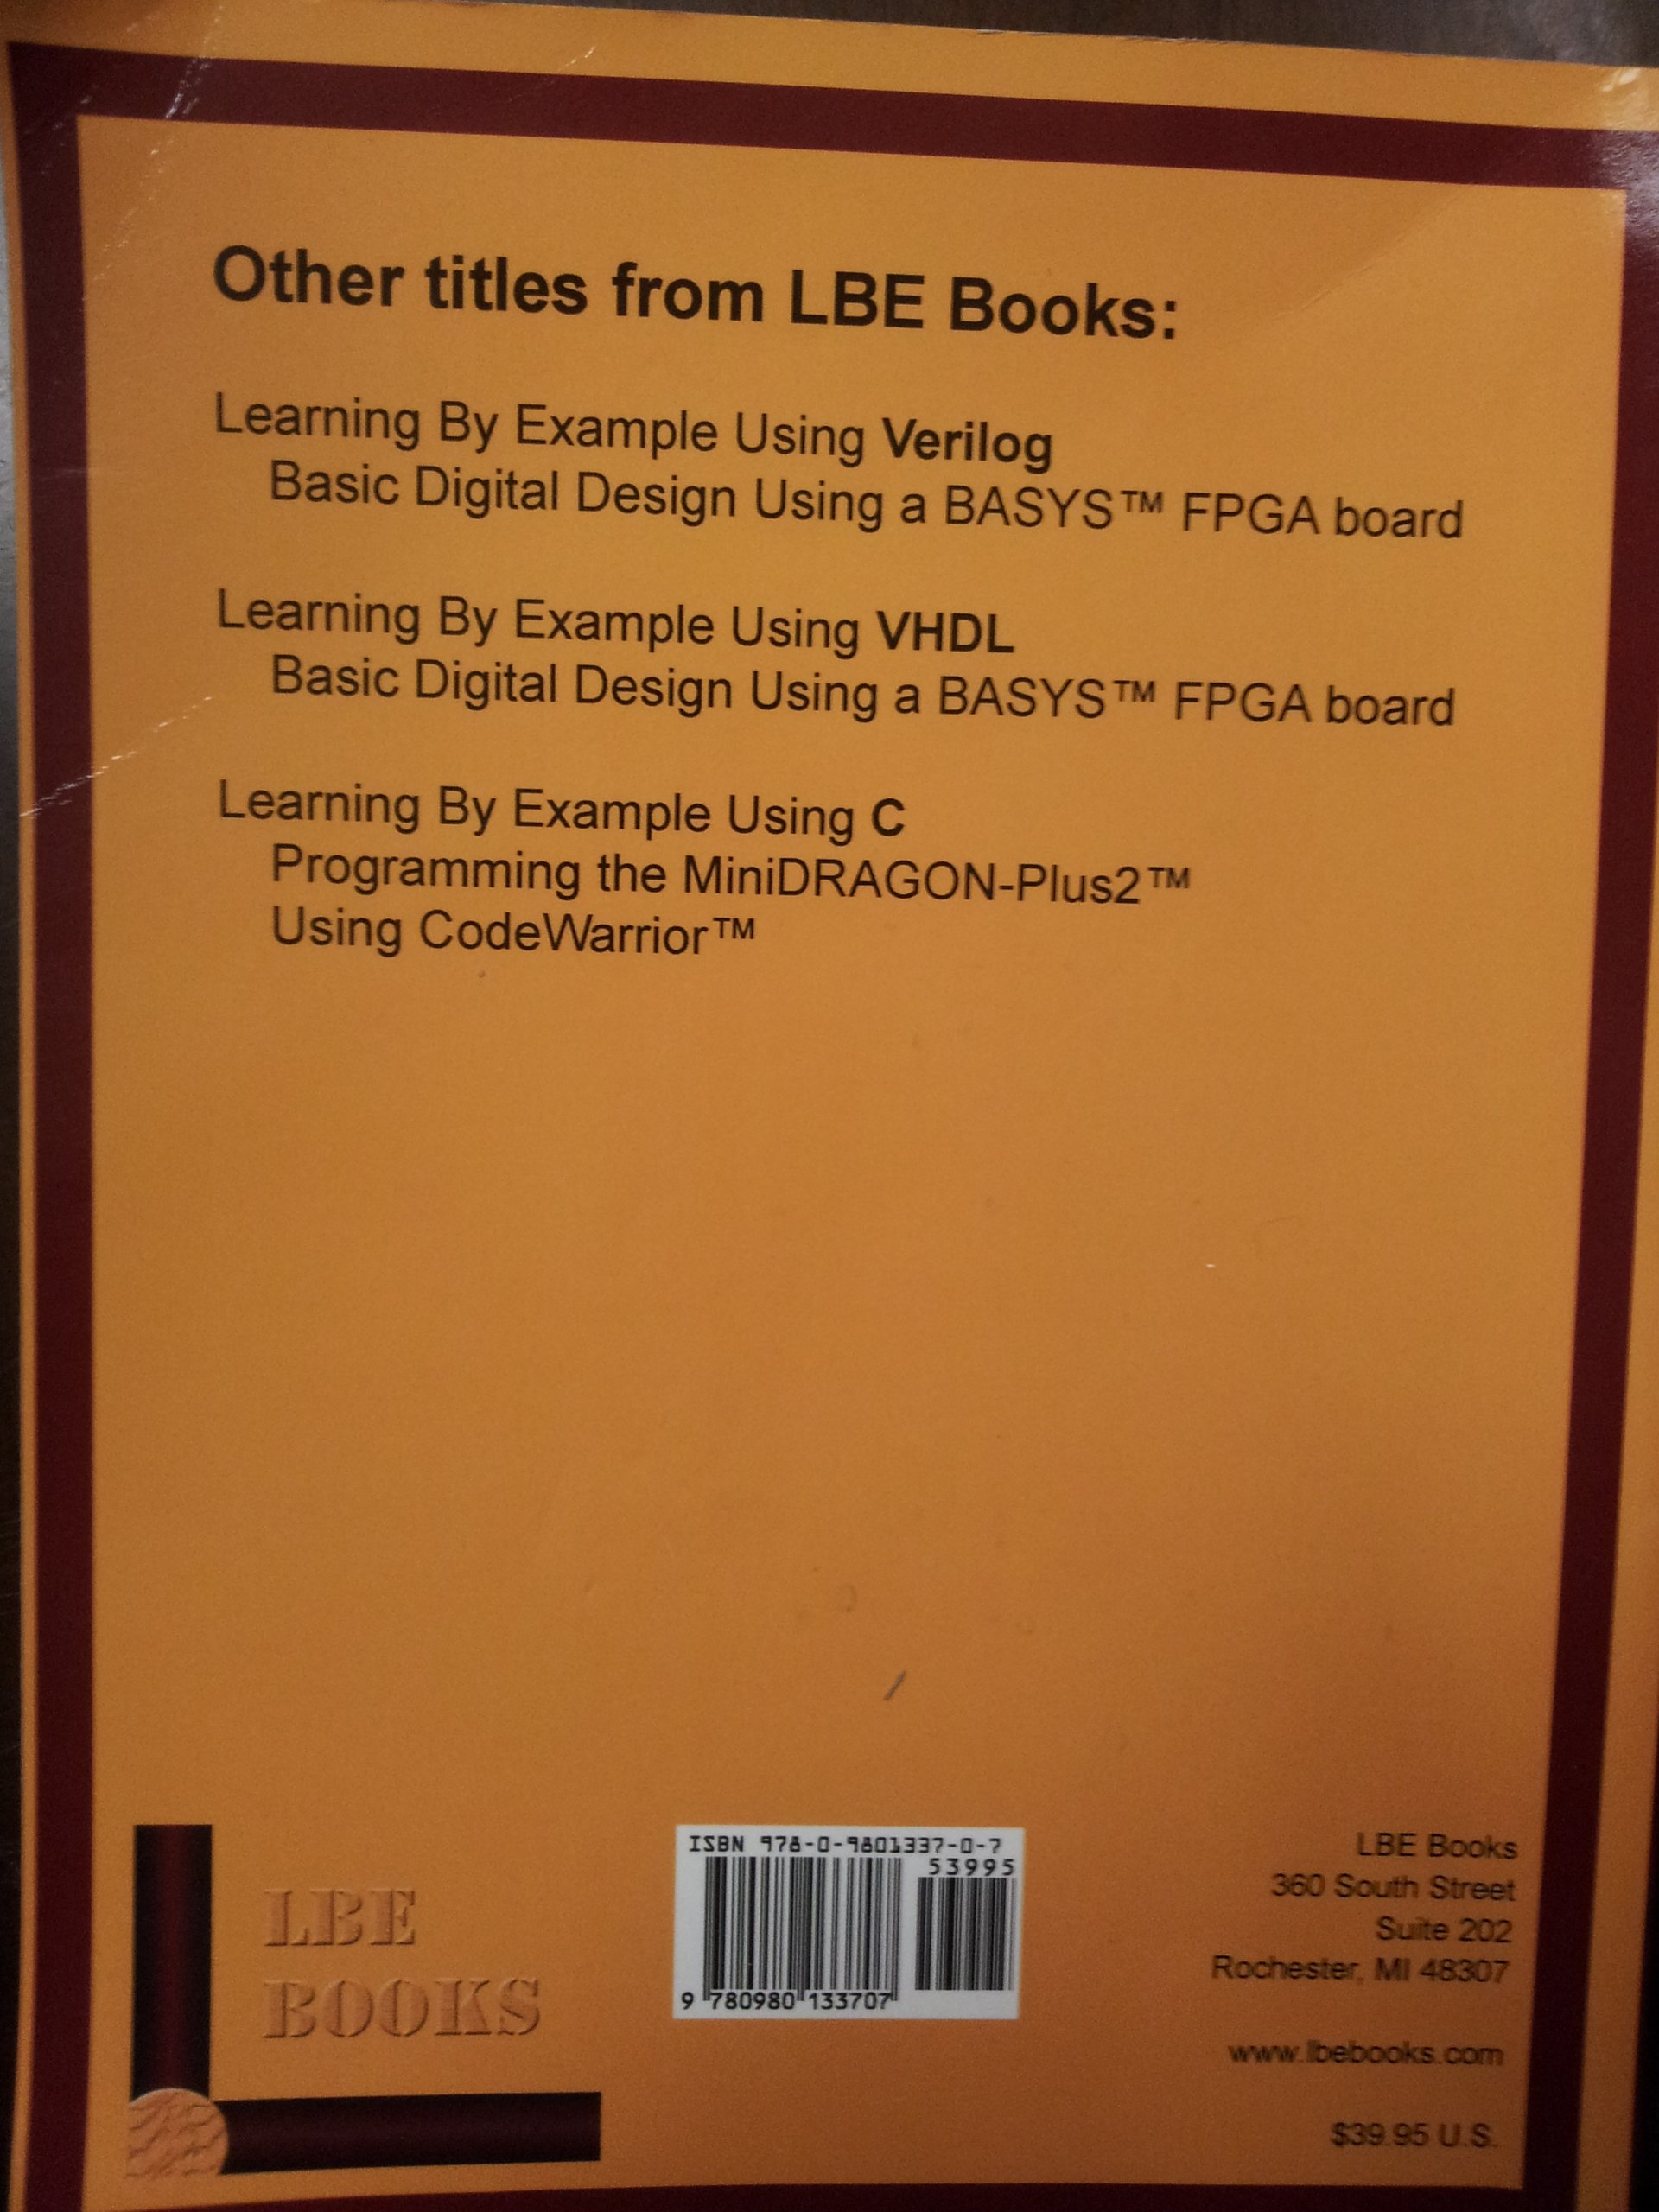 Other titles from LBE Books:
Learning By Example Using Verilog
Basic Digital Design Using a BASYS™ FPGA board
Learning By Example Using VHDL
Basic Digital Design Using a BASYS™ FPGA board
Learning By Example Using C
Programming the MiniDRAGON-Plus2™
Using CodeWarrior™
LBE
BOOKS
ISBN 978-0-9801337-0-7
53995
9 780980 133707
LBE Books
360 South Street
Suite 202
Rochester, MI 48307
www.lbebooks.com
$39.95 U.S.